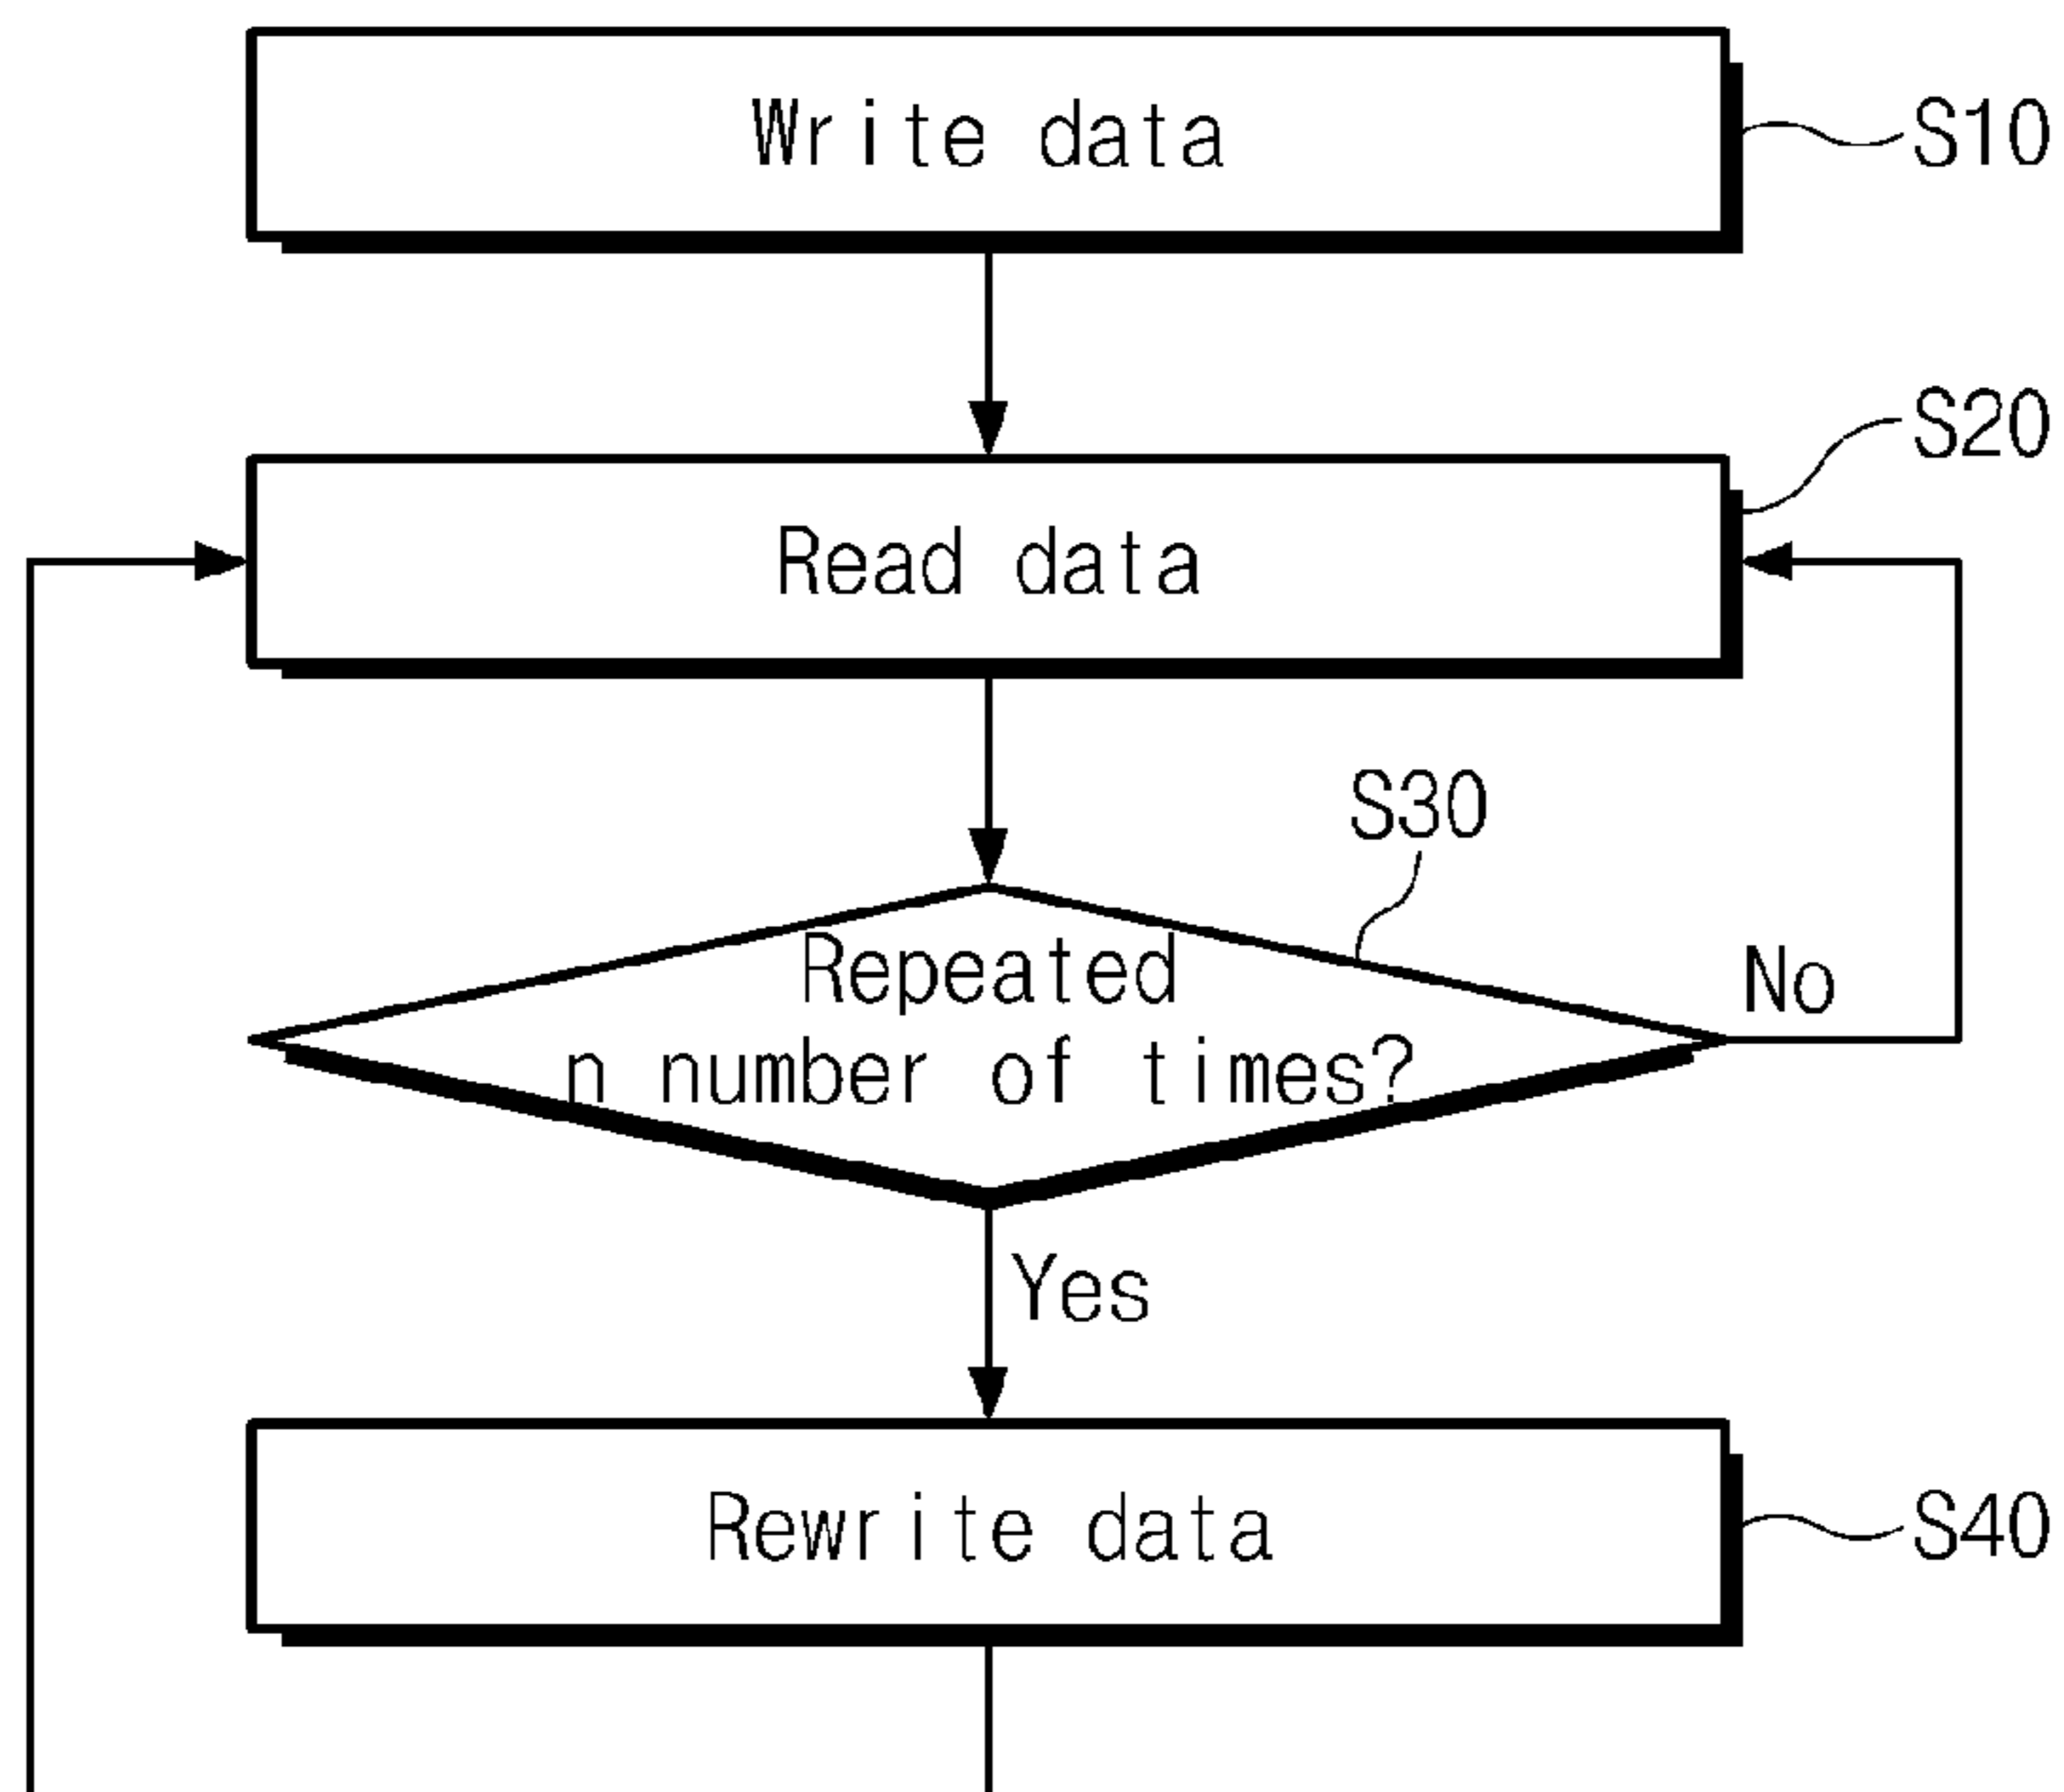 Write data
S10
S20
Read data
S30
Repeated
n number of times?
No
Yes
Rewrite data
S40